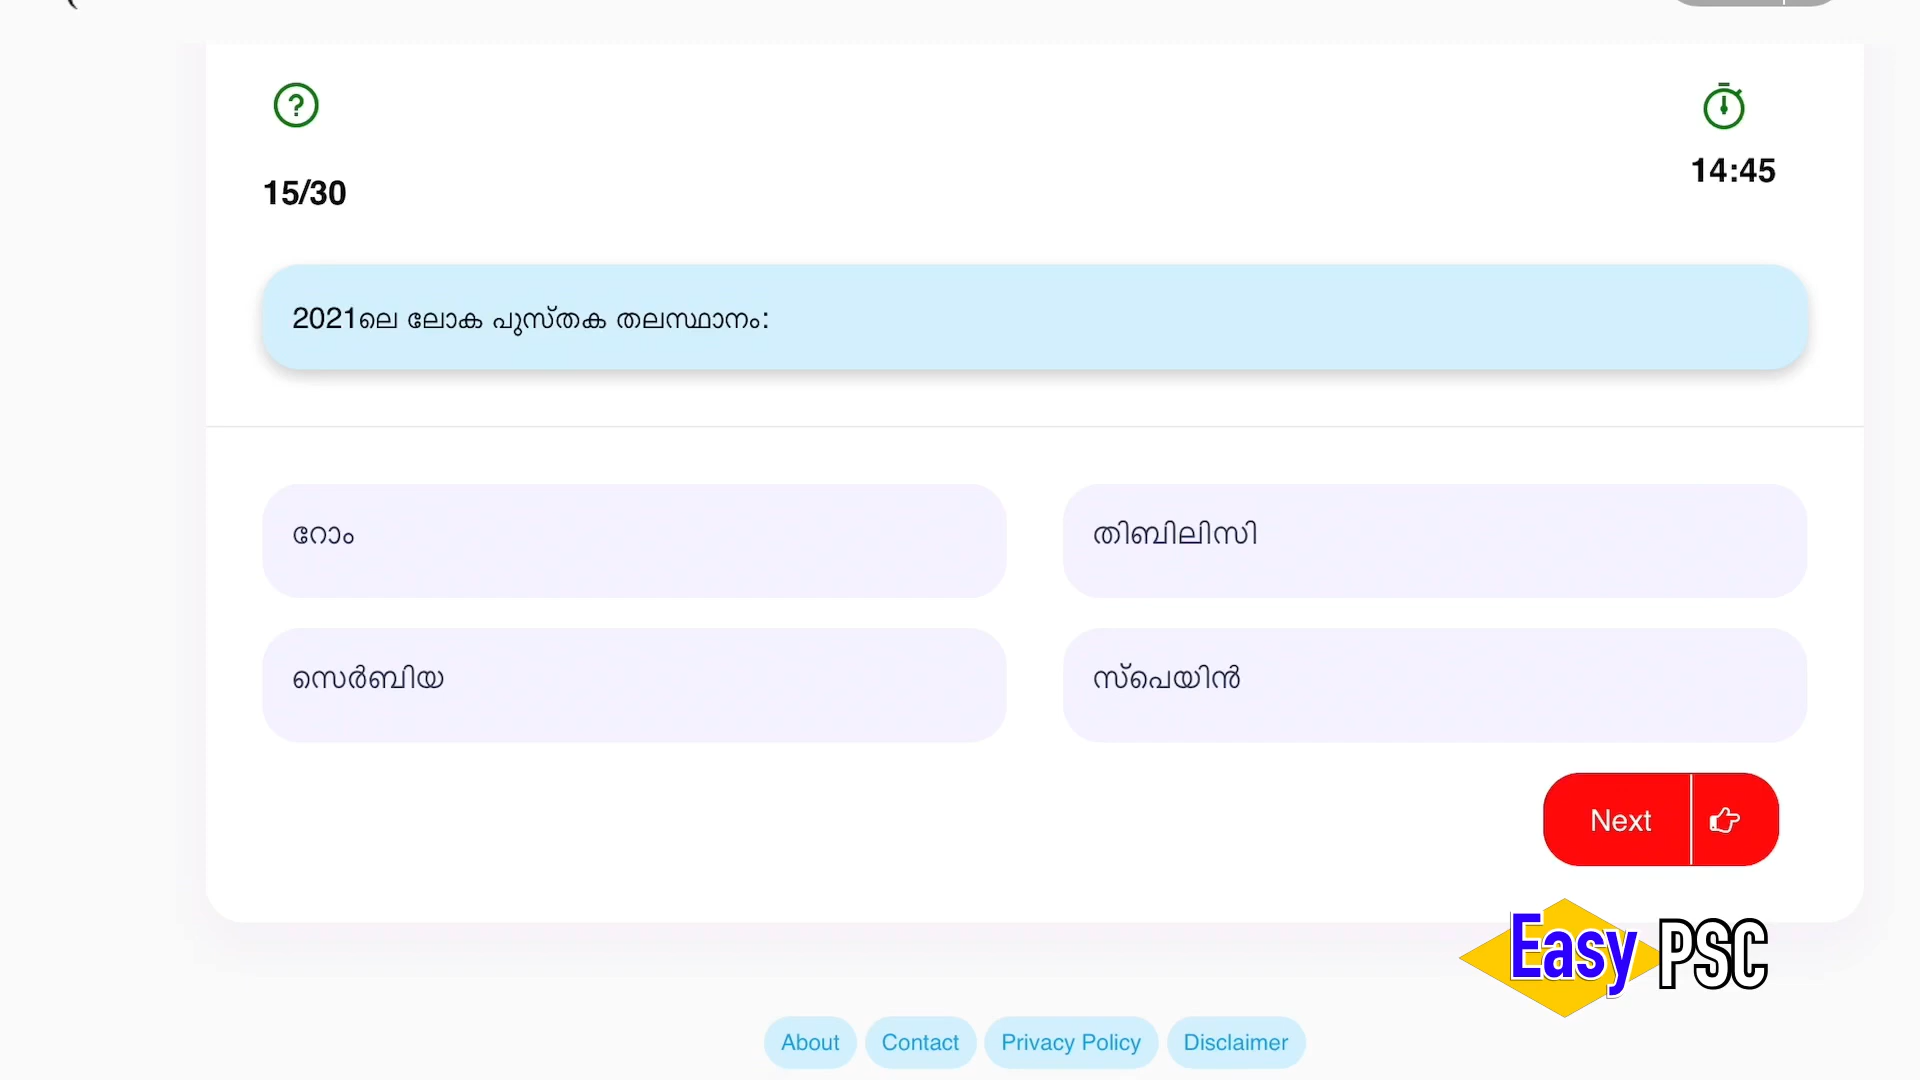 15/30
14:45
2021ലെ ലോക പുസ്തക തലസ്ഥാനം:
റോം
തിബിലിസി
സെർബിയ
സ്പെയിൻ
Next
Easy PSC
About
Contact
Privacy Policy
Disclaimer